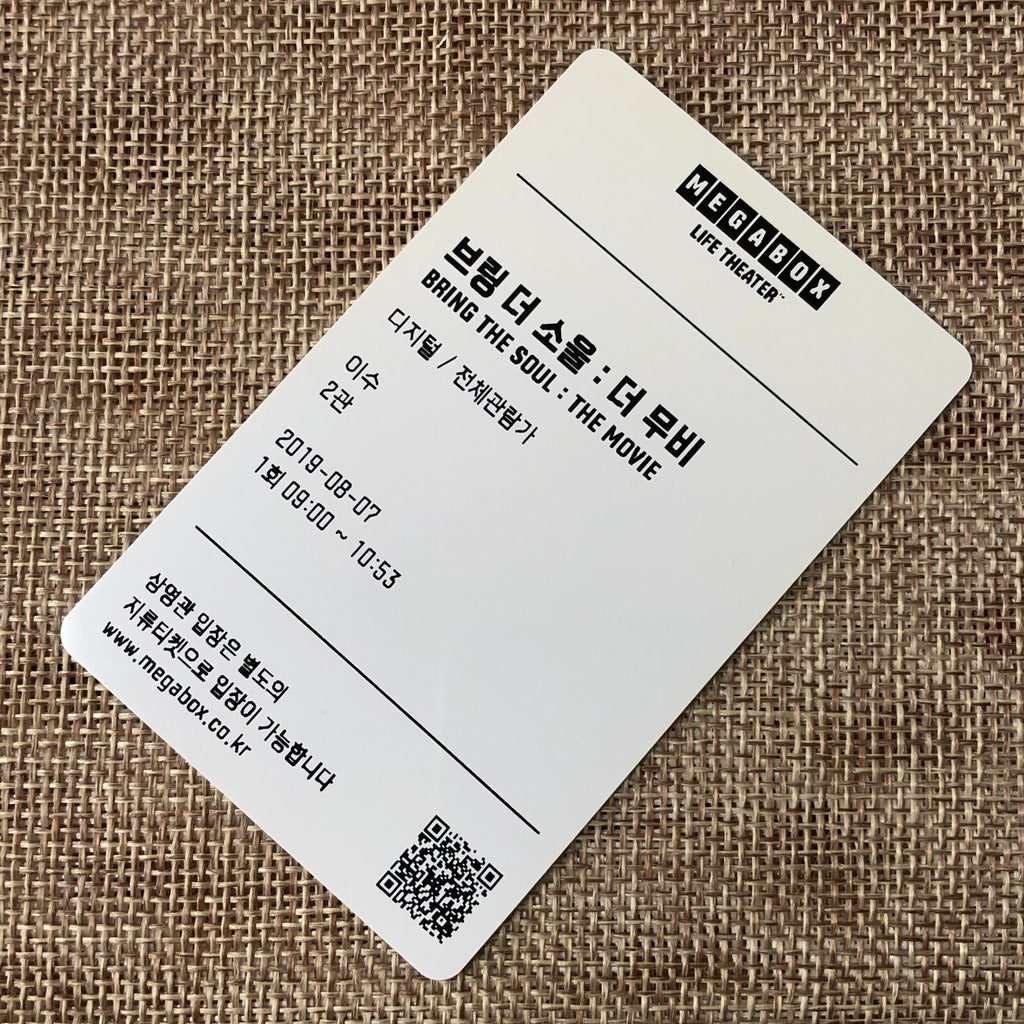 MEGABOX
LIFE THEATER™
브링 더 소울 : 더 무비
BRING THE SOUL : THE MOVIE
디지털 / 전체관람가
이수
2관
2019-08-07
1회 09:00 ~ 10:53
상영관 입장은 별도의
지류티켓으로 입장이 가능합니다
www.megabox.co.kr